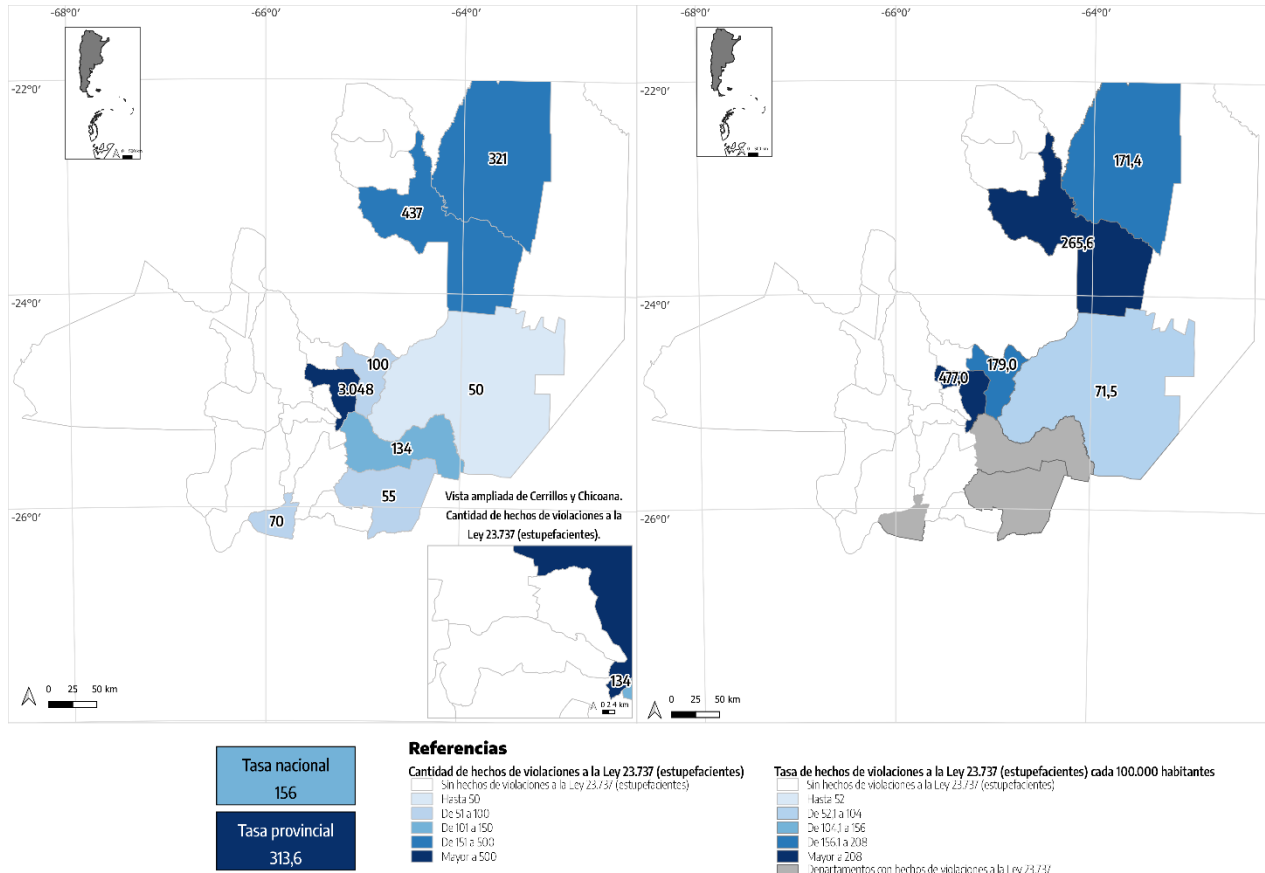 -68°0' -66°0' -64°0' -68°0' -66°0' -64°0'
-22°0' -22°0'
321 171,4
437 265,6
-24°0' -24°0'
100 179,0
3.048 477,0
50 71,5
134
55
70
-26°0' -26°0'
Vista ampliada de Cerrillos y Chicoana.
Cantidad de hechos de violaciones a la
Ley 23.737 (estupefacientes).
134
0 2 4 km
0 25 50 km 0 25 50 km
Tasa nacional
156
Tasa provincial
313,6
Referencias
Cantidad de hechos de violaciones a la Ley 23.737 (estupefacientes)
Sin hechos de violaciones a la Ley 23.737 (estupefacientes)
Hasta 50
De 51 a 100
De 101 a 150
De 151 a 500
Mayor a 500
Tasa de hechos de violaciones a la Ley 23.737 (estupefacientes) cada 100.000 habitantes
Sin hechos de violaciones a la Ley 23.737 (estupefacientes)
Hasta 52
De 52,1 a 104
De 104,1 a 156
De 156,1 a 208
Mayor a 208
Departamentos con hechos de violaciones a la Ley 23.737